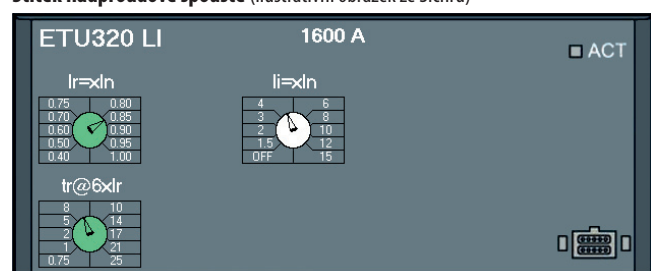 Štítek nadproudové spouště (ilustrativní obrázek ze Sichru)
ETU320 LI 1600 A ACT
Ir=xIn Ii=xIn
0.75 0.80 4 6
0.70 0.85 3 8
0.60 0.90 2 10
0.50 0.95 1.5 12
0.40 1.00 OFF 15
tr@6xIr
8 10
5 14
2 17
1 21
0.75 25